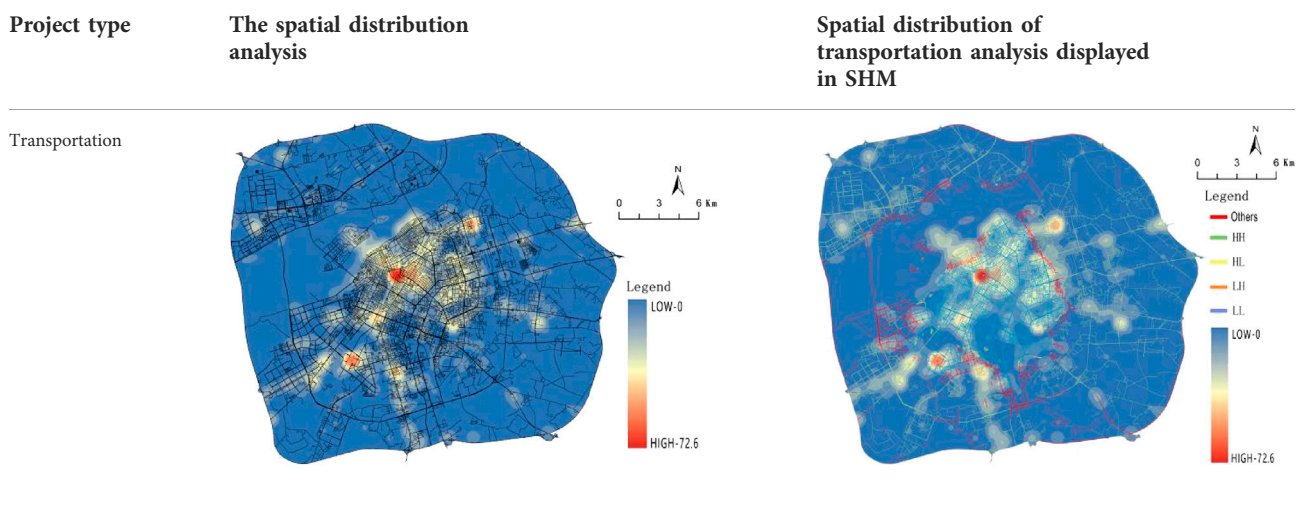 Project type
The spatial distribution
analysis
Spatial distribution of
transportation analysis displayed
in SHM
Transportation
N
0 3 6 Km
Legend
LOW-0
HIGH-72.6
N
0 3 6 Km
Legend
Others
HH
HL
LH
LL
LOW-0
HIGH-72.6